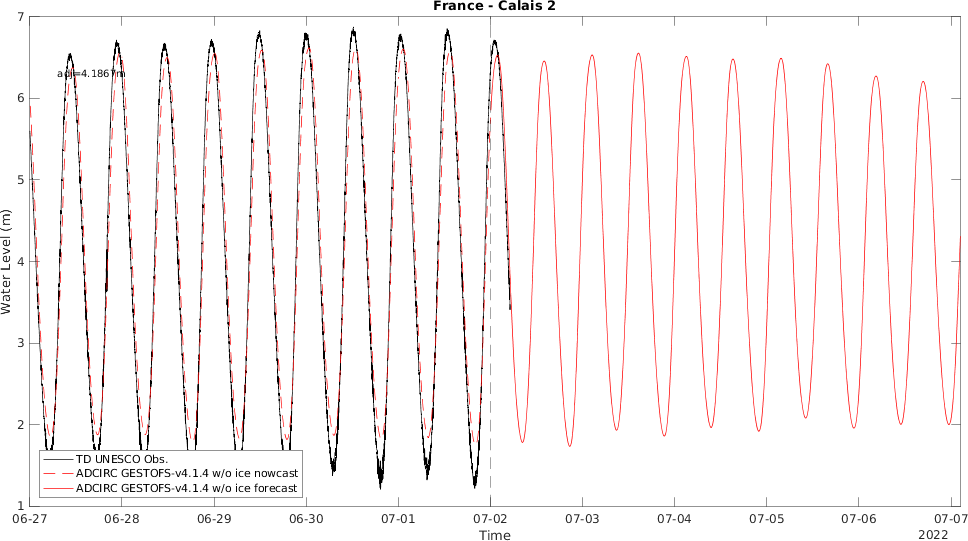 France - Calais 2
7
adj=4.1867m
6
5
4
3
2
1
Water Level (m)
TD UNESCO Obs.
ADCIRC GESTOFS-v4.1.4 w/o ice nowcast
ADCIRC GESTOFS-v4.1.4 w/o ice forecast
06-27 06-28 06-29 06-30 07-01 07-02 07-03 07-04 07-05 07-06 07-07
Time
2022